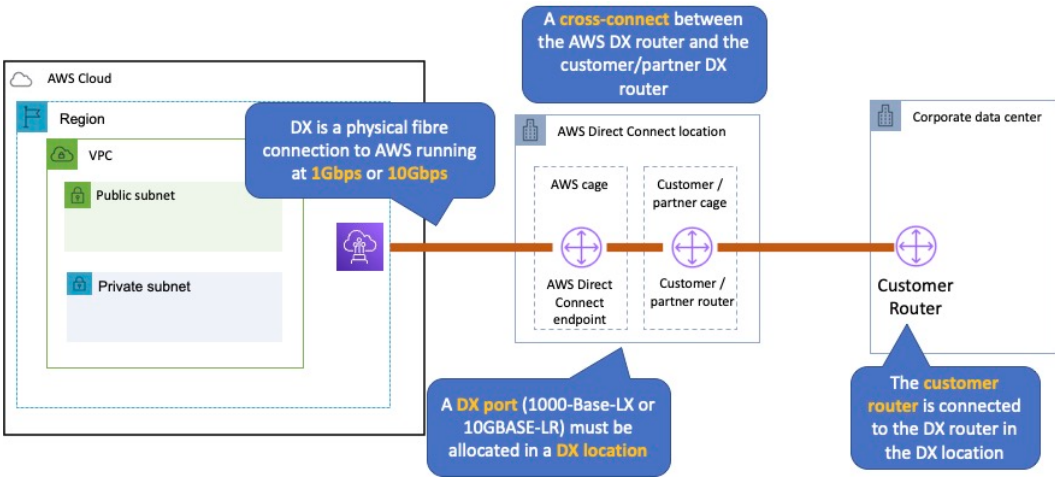 A cross-connect between
the AWS DX router and the
customer/partner DX
router
AWS Cloud
Region
VPC
Public subnet
Private subnet
DX is a physical fibre
connection to AWS running
at 1Gbps or 10Gbps
AWS Direct Connect location
AWS cage
AWS Direct
Connect
endpoint
Customer /
partner cage
Customer /
partner router
A DX port (1000-Base-LX or
10GBASE-LR) must be
allocated in a DX location
Corporate data center
Customer
Router
The customer
router is connected
to the DX router in
the DX location